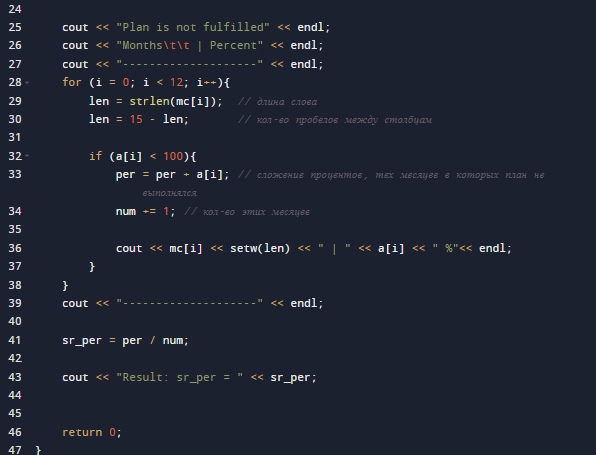 24
25 cout << "Plan is not fulfilled" << endl;
26 cout << "Months\t\t | Percent" << endl;
27 cout << "--------------------" << endl;
28 for (i = 0; i < 12; i++){
29 len = strlen(mc[i]); // длина слова
30 len = 15 - len; // кол-во пробелов между столбцам
31
32 if (a[i] < 100){
33 per = per + a[i]; // сложение процентов, тех месяцев в которых план не
выполнялся
34 num += 1; // кол-во этих месяцев
35
36 cout << mc[i] << setw(len) << " | " << a[i] << " %"<< endl;
37 }
38 }
39 cout << "--------------------" << endl;
40
41 sr_per = per / num;
42
43 cout << "Result: sr_per = " << sr_per;
44
45
46 return 0;
47 }